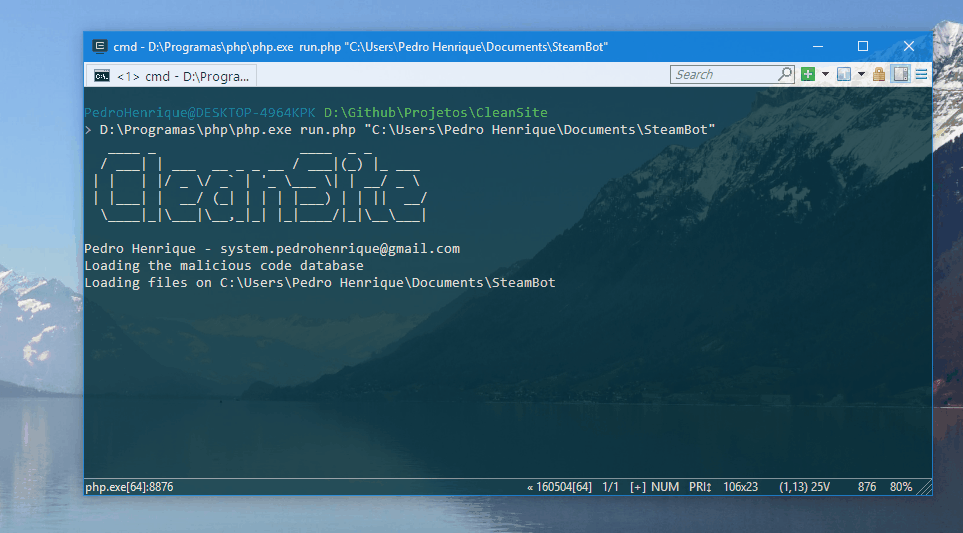 cmd - D:\Programas\php\php.exe run.php "C:\Users\Pedro Henrique\Documents\SteamBot"
<1> cmd - D:\Progra...
Search
PedroHenrique@DESKTOP-4964KPK D:\Github\Projetos\CleanSite
> D:\Programas\php\php.exe run.php "C:\Users\Pedro Henrique\Documents\SteamBot"
CleanSite
Pedro Henrique - system.pedrohenrique@gmail.com
Loading the malicious code database
Loading files on C:\Users\Pedro Henrique\Documents\SteamBot
php.exe[64]:8876 « 160504[64] 1/1 [+] NUM PRI↕ 106x23 (1,13) 25V 876 80%